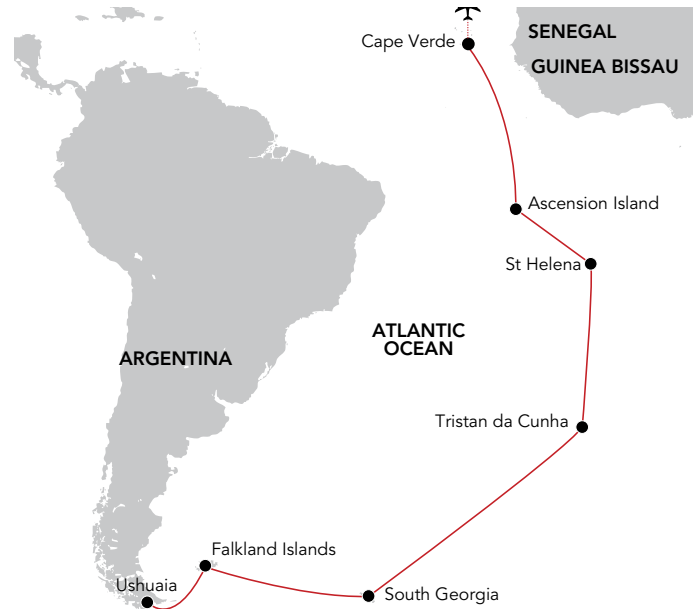 SENEGAL
Cape Verde
GUINEA BISSAU
Ascension Island
St Helena
ATLANTIC
OCEAN
ARGENTINA
Tristan da Cunha
Falkland Islands
Ushuaia
South Georgia